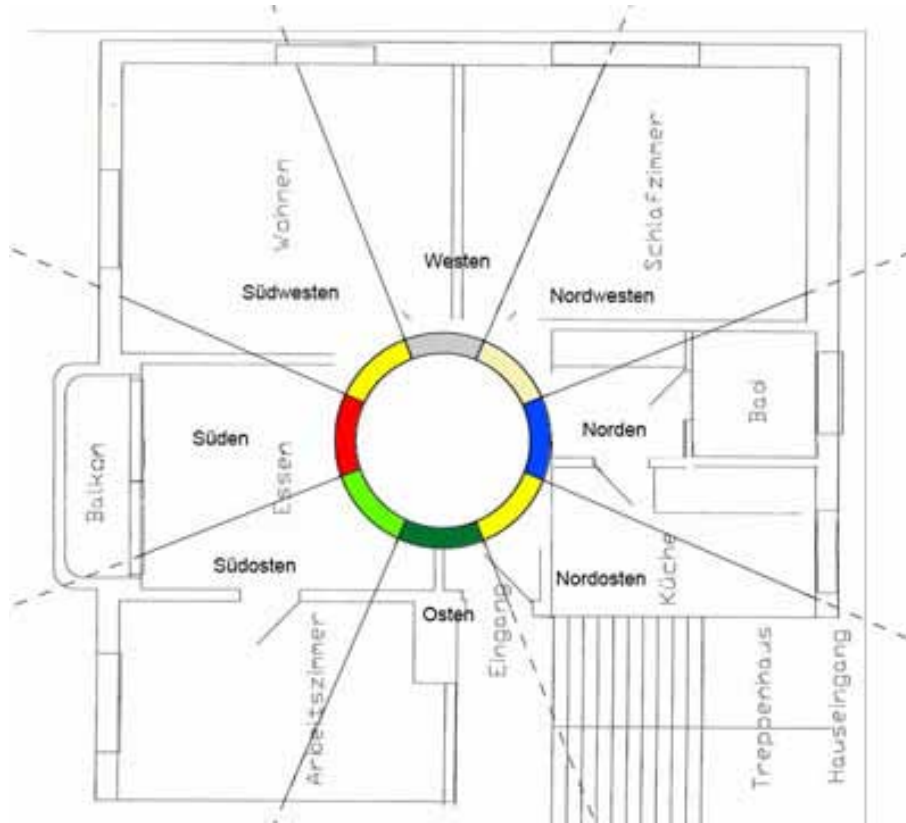 Wohnen
Schlafzimmer
Westen
Südwesten
Nordwesten
Bad
Süden
Norden
Essen
Balkon
Südosten
Nordosten
Küche
Osten
Eingang
Arbeitszimmer
Treppenhaus
Hauseingang